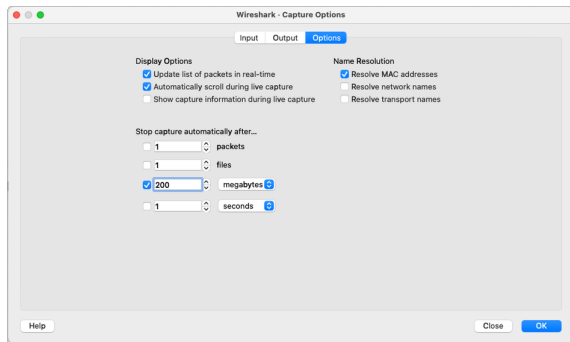 Wireshark · Capture Options
Input Output Options
Display Options
Update list of packets in real-time
Automatically scroll during live capture
Show capture information during live capture
Name Resolution
Resolve MAC addresses
Resolve network names
Resolve transport names
Stop capture automatically after...
1 packets
1 files
200 megabytes
1 seconds
Help Close OK